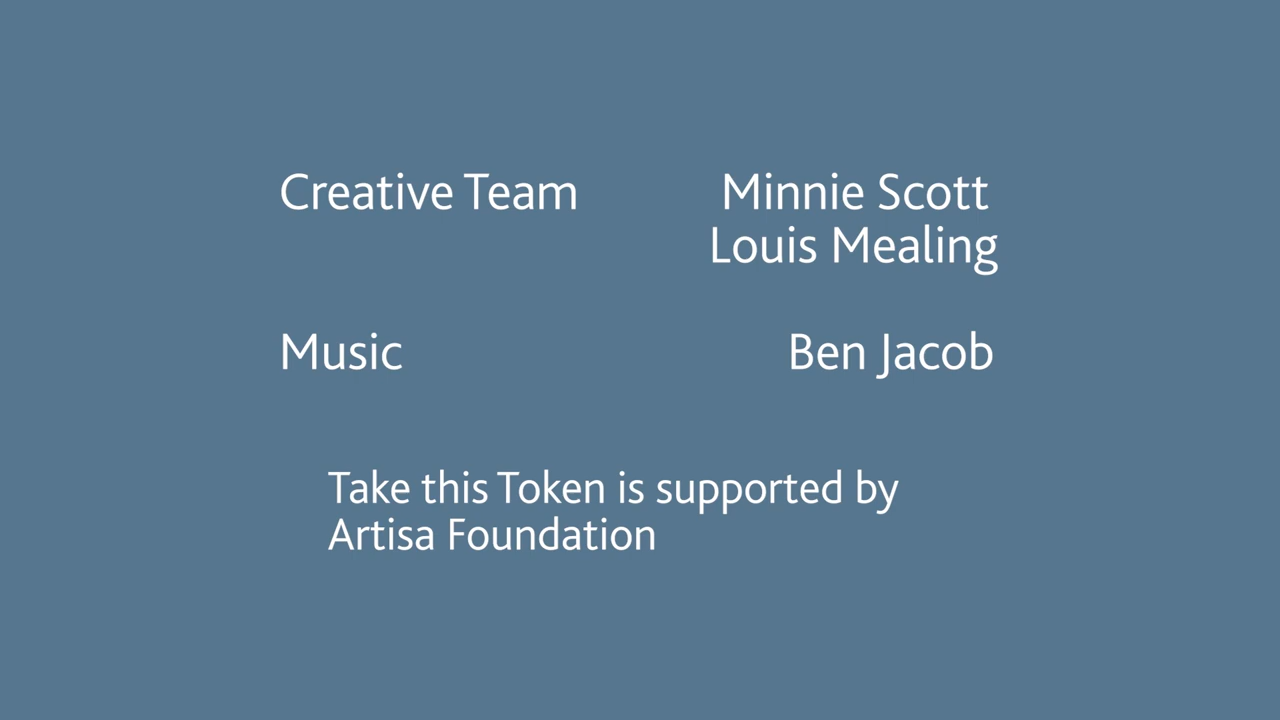 Creative Team Minnie Scott
Louis Mealing
Music Ben Jacob
Take this Token is supported by
Artisa Foundation